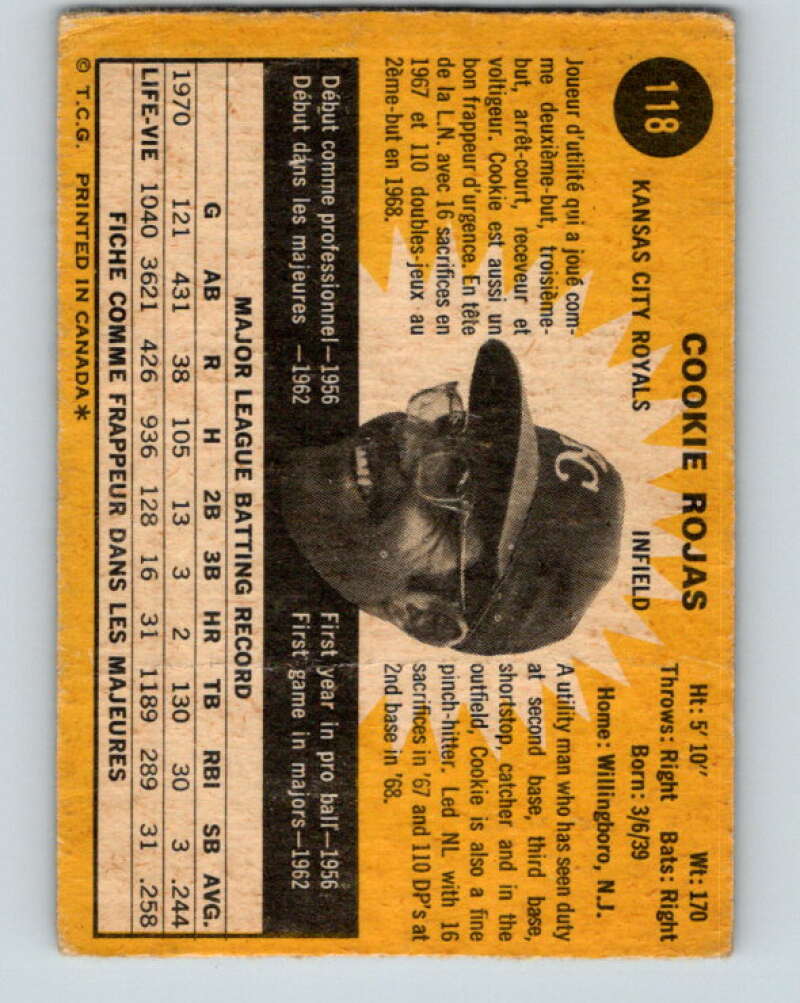 118
COOKIE ROJAS
KANSAS CITY ROYALS INFIELD
Ht: 5' 10" Wt: 170
Throws: Right Bats: Right
Born: 3/6/39
Home: Willingboro, N.J.
Joueur d'utilité qui a joué com-
me deuxième-but, troisième-
but, arrêt-court, receveur et
voltigeur. Cookie est aussi un
bon frappeur d'urgence. En tête
de la L.N. avec 16 sacrifices en
1967 et 110 doubles-jeux au
2ème-but en 1968.
KC
A utility man who has seen duty
at second base, third base,
shortstop, catcher and in the
outfield, Cookie is also a fine
pinch-hitter. Led NL with 16
sacrifices in '67 and 110 DP's at
2nd base in '68.
Début comme professionnel—1956
Début dans les majeures —1962
First year in pro ball—1956
First game in majors—1962
MAJOR LEAGUE BATTING RECORD
G AB R H 2B 3B HR TB RBI SB AVG.
1970 121 431 38 105 13 3 2 130 30 3 .244
LIFE-VIE 1040 3621 426 936 128 16 31 1189 289 31 .258
FICHE COMME FRAPPEUR DANS LES MAJEURES
© T.C.G. PRINTED IN CANADA*